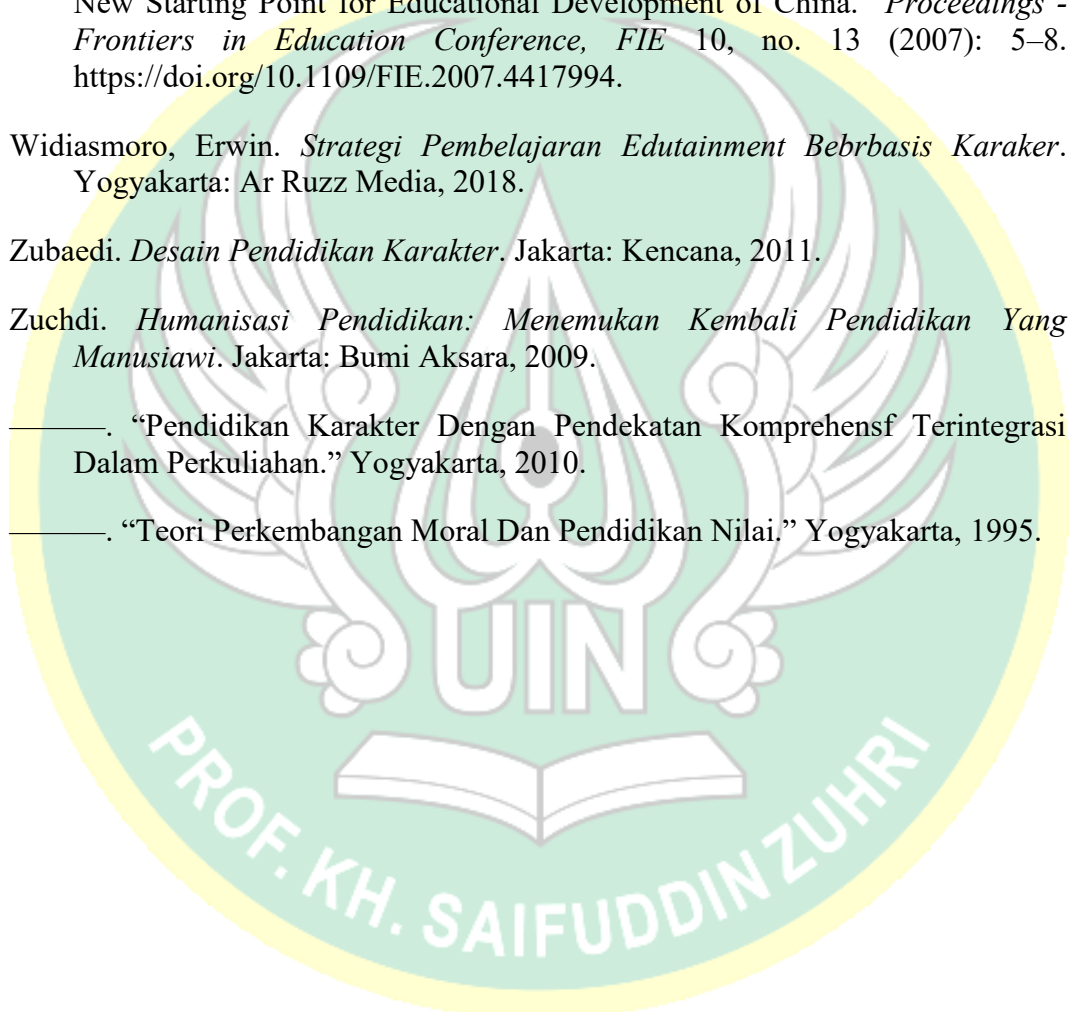 New Starting Point for Educational Development of China.” Proceedings -
Frontiers in Education Conference, FIE 10, no. 13 (2007): 5–8.
https://doi.org/10.1109/FIE.2007.4417994.
Widiasmoro, Erwin. Strategi Pembelajaran Edutainment Bebrbasis Karaker.
Yogyakarta: Ar Ruzz Media, 2018.
Zubaedi. Desain Pendidikan Karakter. Jakarta: Kencana, 2011.
Zuchdi. Humanisasi Pendidikan: Menemukan Kembali Pendidikan Yang
Manusiawi. Jakarta: Bumi Aksara, 2009.
———. “Pendidikan Karakter Dengan Pendekatan Komprehensf Terintegrasi
Dalam Perkuliahan.” Yogyakarta, 2010.
———. “Teori Perkembangan Moral Dan Pendidikan Nilai.” Yogyakarta, 1995.
UIN
PROF. KH. SAIFUDDIN ZUHRI